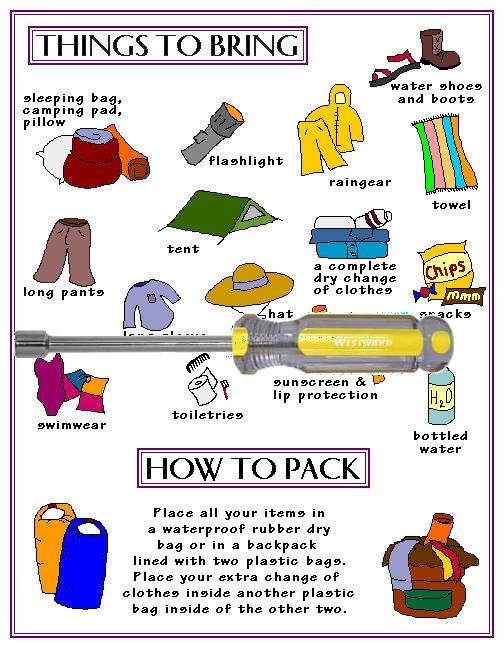 THINGS TO BRING
water shoes
and boots
sleeping bag,
camping pad,
pillow
flashlight
raingear
towel
tent
a complete
dry change
of clothes
Chips
mmm
long pants
hat
snacks
WESTWARD
sunscreen &
lip protection
H2O
toiletries
swimwear
bottled
water
HOW TO PACK
Place all your items in
a waterproof rubber dry
bag or in a backpack
lined with two plastic bags.
Place your extra change of
clothes inside another plastic
bag inside of the other two.